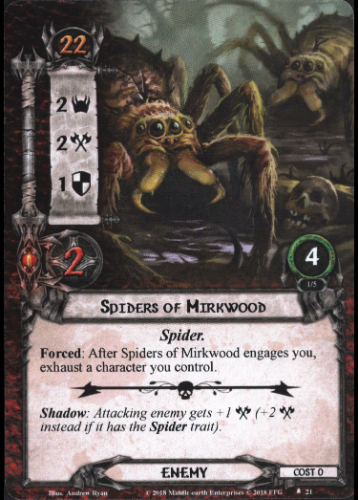 22
2
2
1
2
4
1/5
Spiders of Mirkwood
Spider.
Forced: After Spiders of Mirkwood engages you,
exhaust a character you control.
Shadow: Attacking enemy gets +1 (+2
instead if it has the Spider trait).
ENEMY
COST 0
Illus. Andrew Ryan
© 2018 Middle-earth Enterprises © 2018 FFG
21